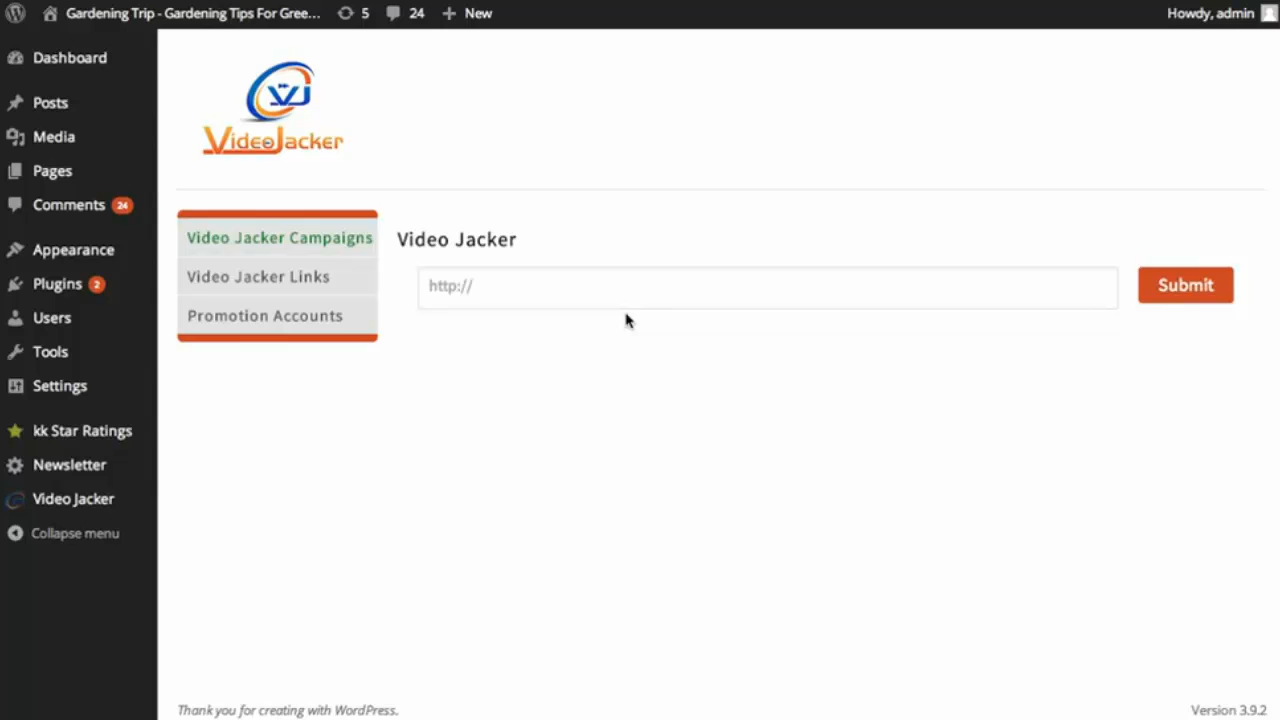 Gardening Trip - Gardening Tips For Gree... 5 24 New Howdy, admin
Dashboard
Posts
Media
Pages
Comments 24
Appearance
Plugins 2
Users
Tools
Settings
kk Star Ratings
Newsletter
Video Jacker
Collapse menu
VJ
VideoJacker
Video Jacker Campaigns
Video Jacker Links
Promotion Accounts
Video Jacker
http:// Submit
Thank you for creating with WordPress. Version 3.9.2